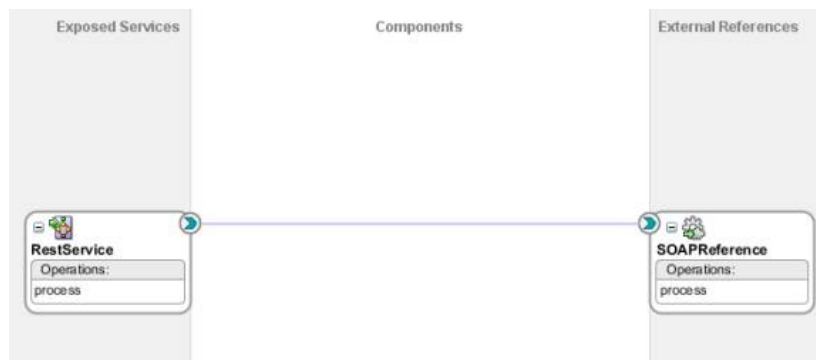 Exposed Services
Components
External References
RestService
Operations:
process
SOAPReference
Operations:
process